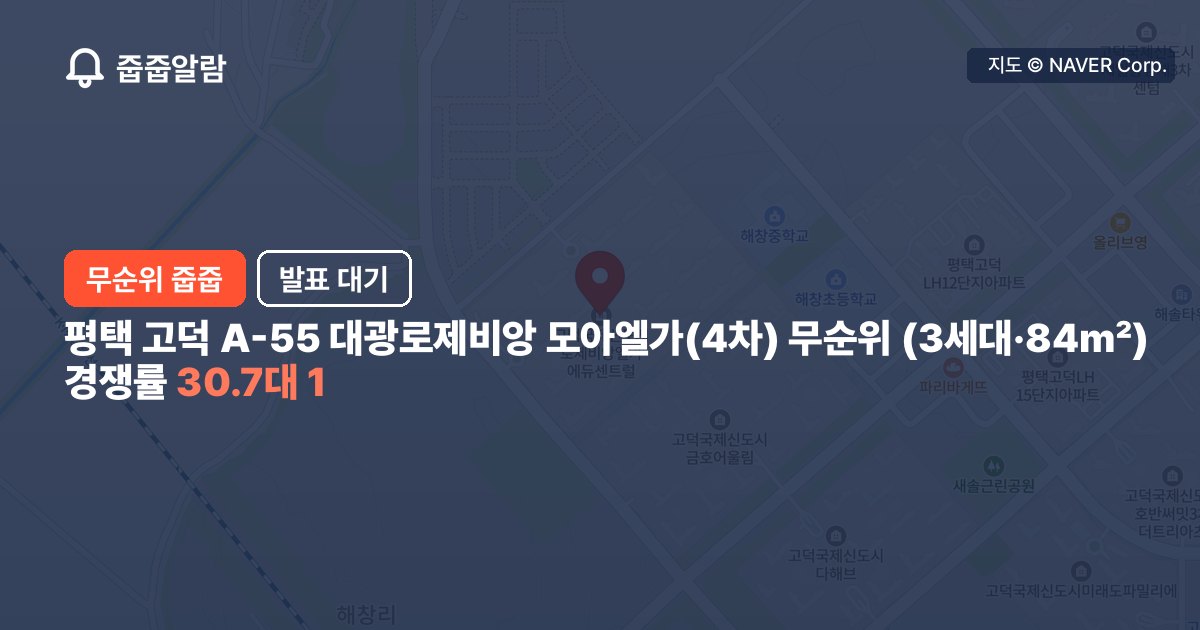 줍줍알람
지도 © NAVER Corp.
센텀
해창중학교
올리브영
평택고덕
LH12단지아파트
무순위 줍줍
발표 대기
해창초등학교
평택 고덕 A-55 대광로제비앙 모아엘가(4차) 무순위 (3세대·84m²)
경쟁률 30.7대 1
에듀센트럴
파리바게뜨
평택고덕LH
15단지아파트
고덕국제신도시
금호어울림
새솔근린공원
고덕국제신도시
다해브
고덕국제신도시미래도파밀리에
해창리